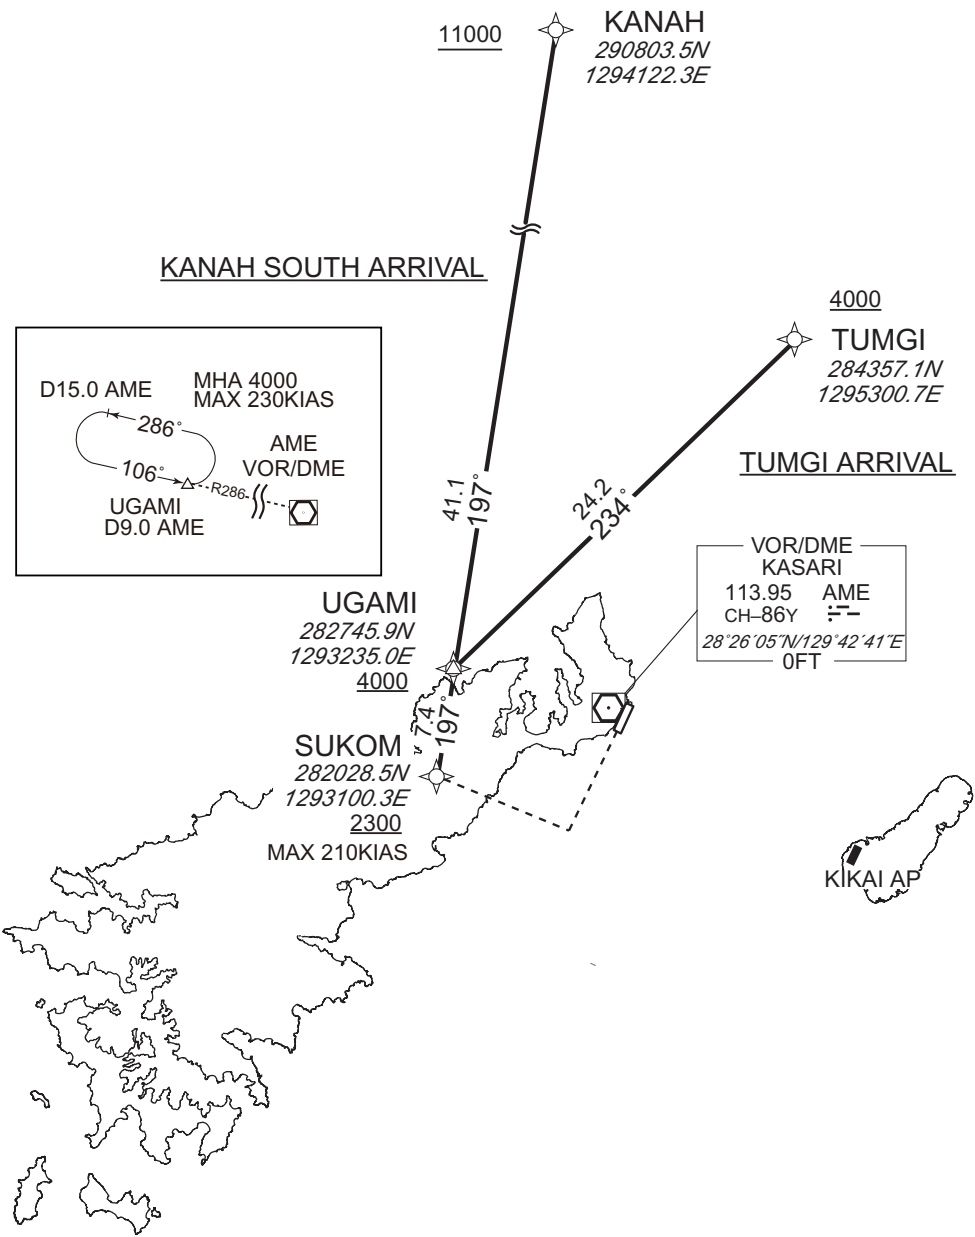 KANAH
11000
290803.5N
1294122.3E
KANAH SOUTH ARRIVAL
4000
TUMGI
284357.1N
1295300.7E
TUMGI ARRIVAL
D15.0 AME
MHA 4000
MAX 230KIAS
286°
106°
AME
VOR/DME
R286
UGAMI
D9.0 AME
41.1
197°
24.2
234°
VOR/DME
KASARI
113.95 AME
CH–86Y
28°26´05˝N/129°42´41˝E
0FT
UGAMI
282745.9N
1293235.0E
4000
7.4
197°
SUKOM
282028.5N
1293100.3E
2300
MAX 210KIAS
KIKAI AP